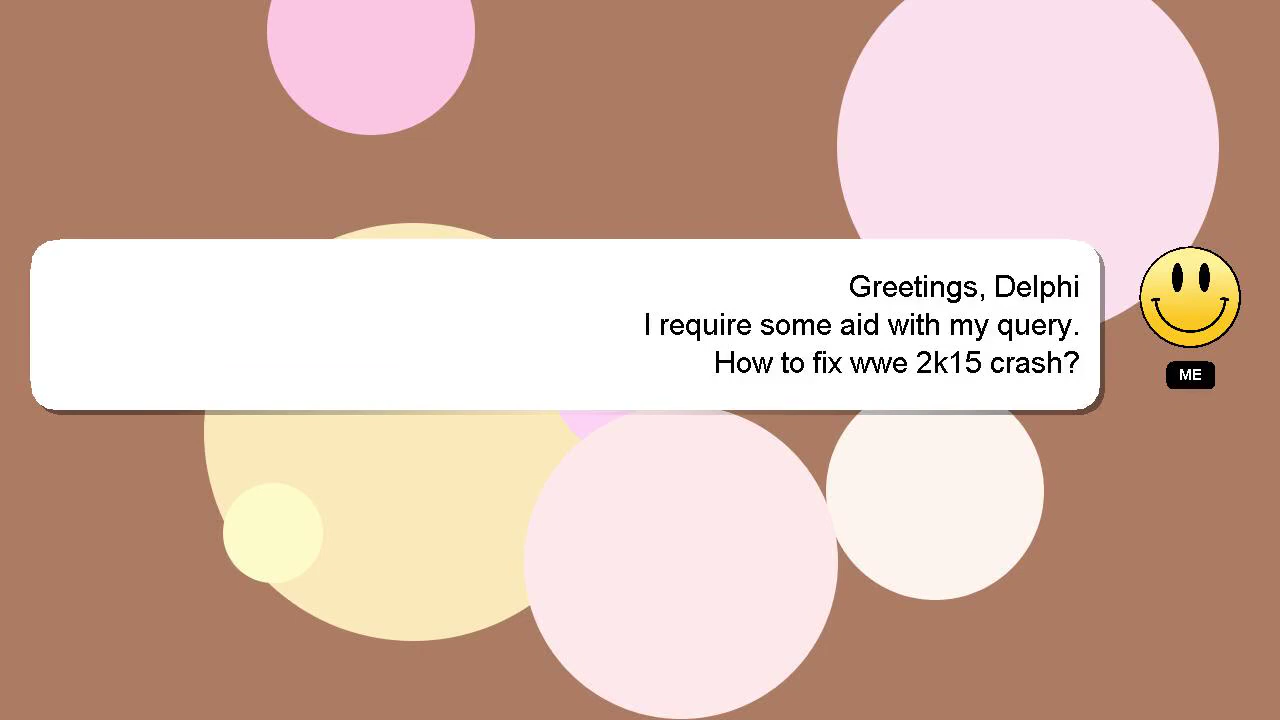 Greetings, Delphi
I require some aid with my query.
How to fix wwe 2k15 crash?
ME